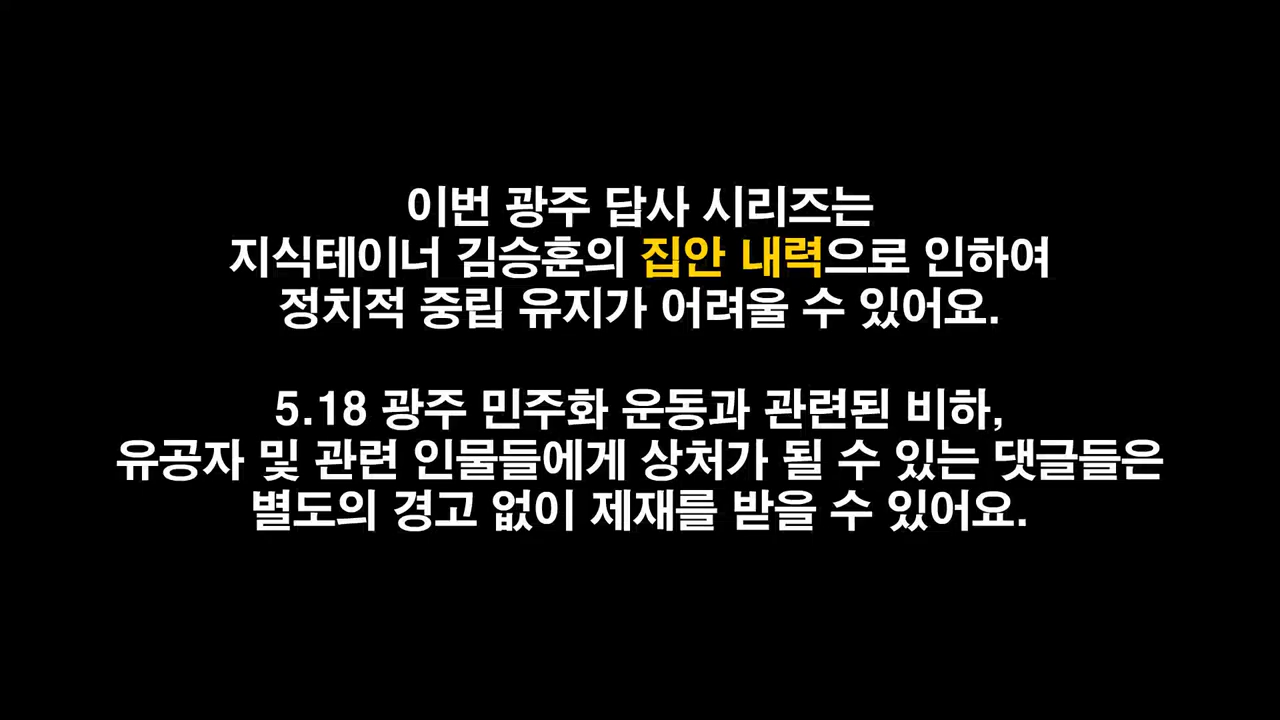 이번 광주 답사 시리즈는
지식테이너 김승훈의 집안 내력으로 인하여
정치적 중립 유지가 어려울 수 있어요.
5.18 광주 민주화 운동과 관련된 비하,
유공자 및 관련 인물들에게 상처가 될 수 있는 댓글들은
별도의 경고 없이 제재를 받을 수 있어요.